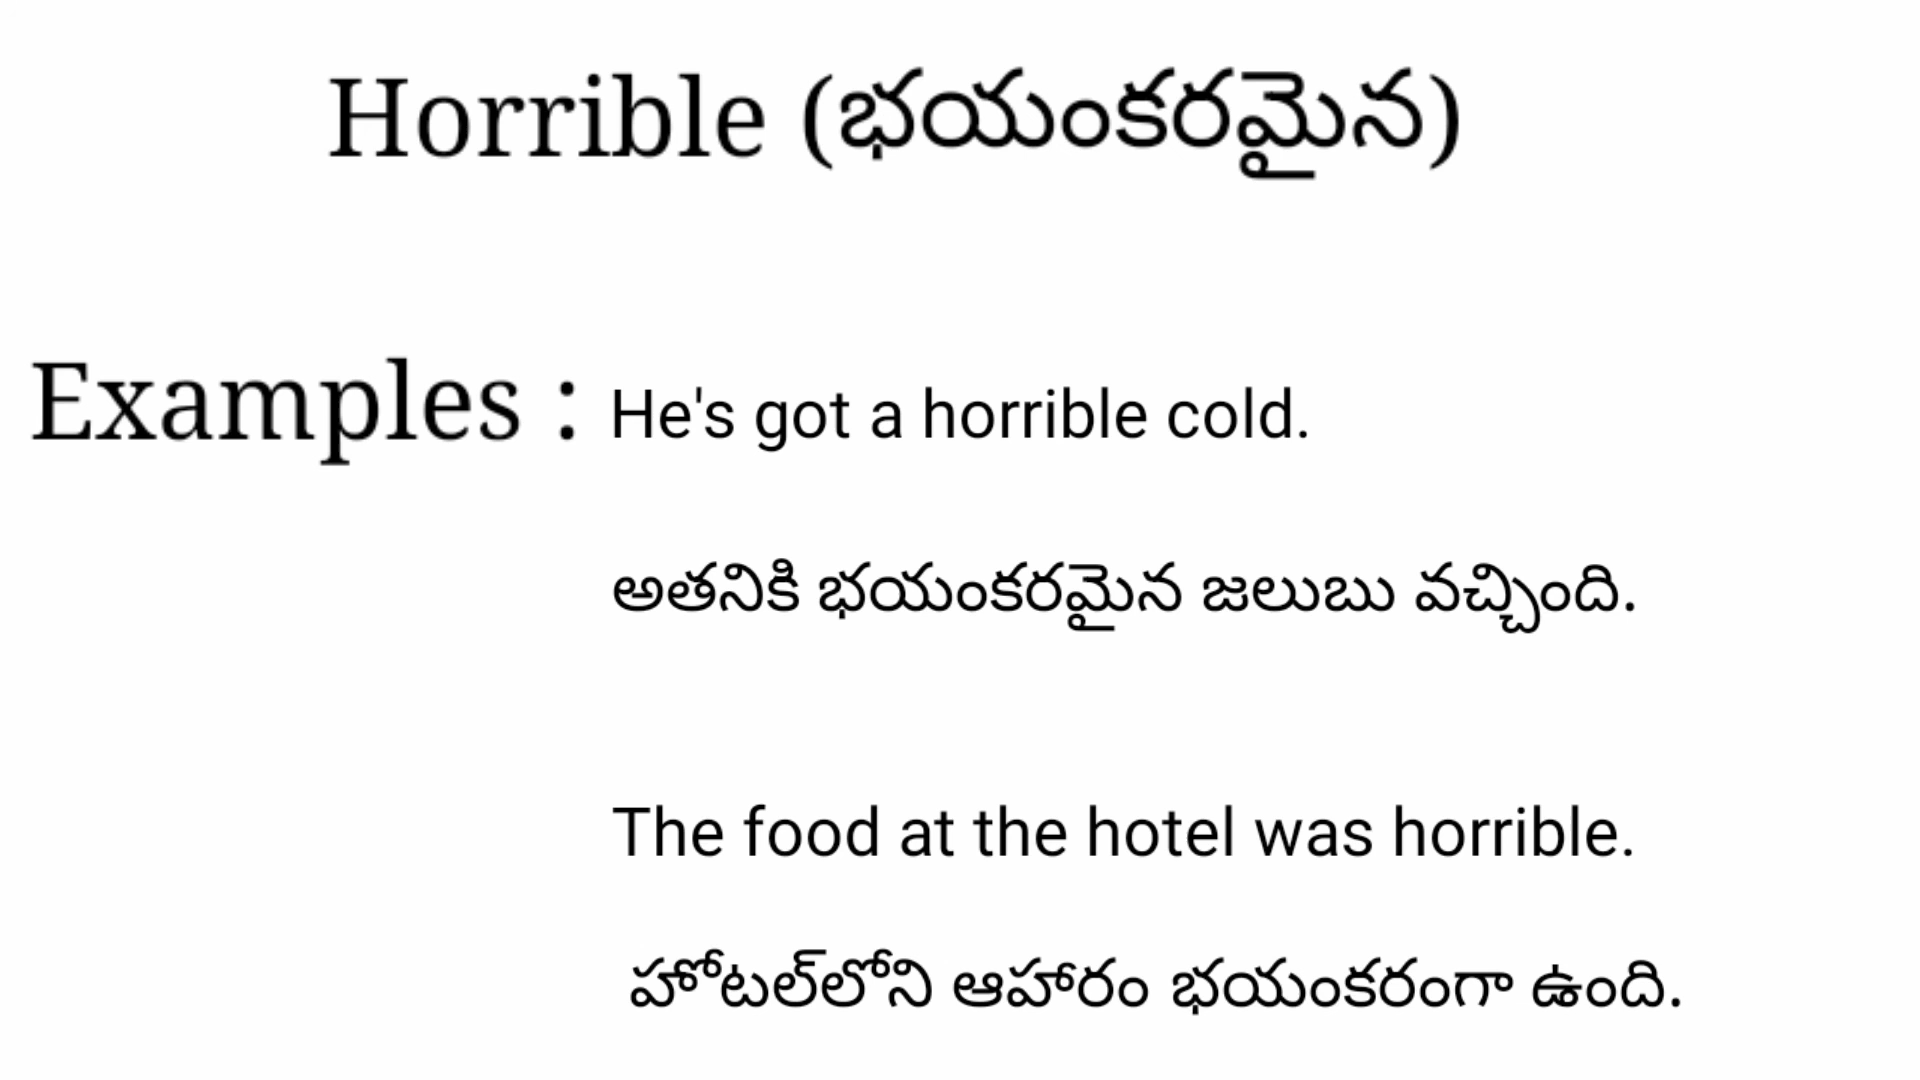 Horrible (భయంకరమైన)
Examples : He's got a horrible cold.
అతనికి భయంకరమైన జలుబు వచ్చింది.
The food at the hotel was horrible.
హోటల్‌లోని ఆహారం భయంకరంగా ఉంది.